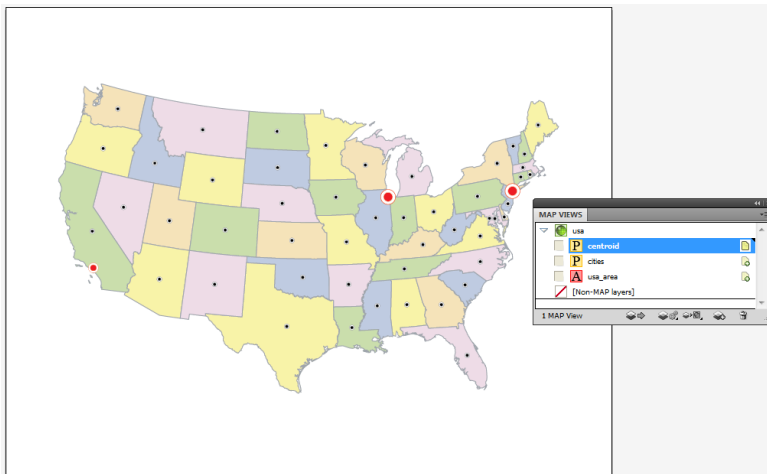 MAP VIEWS
usa
P centroid
P cities
A usa_area
[Non-MAP layers]
1 MAP View